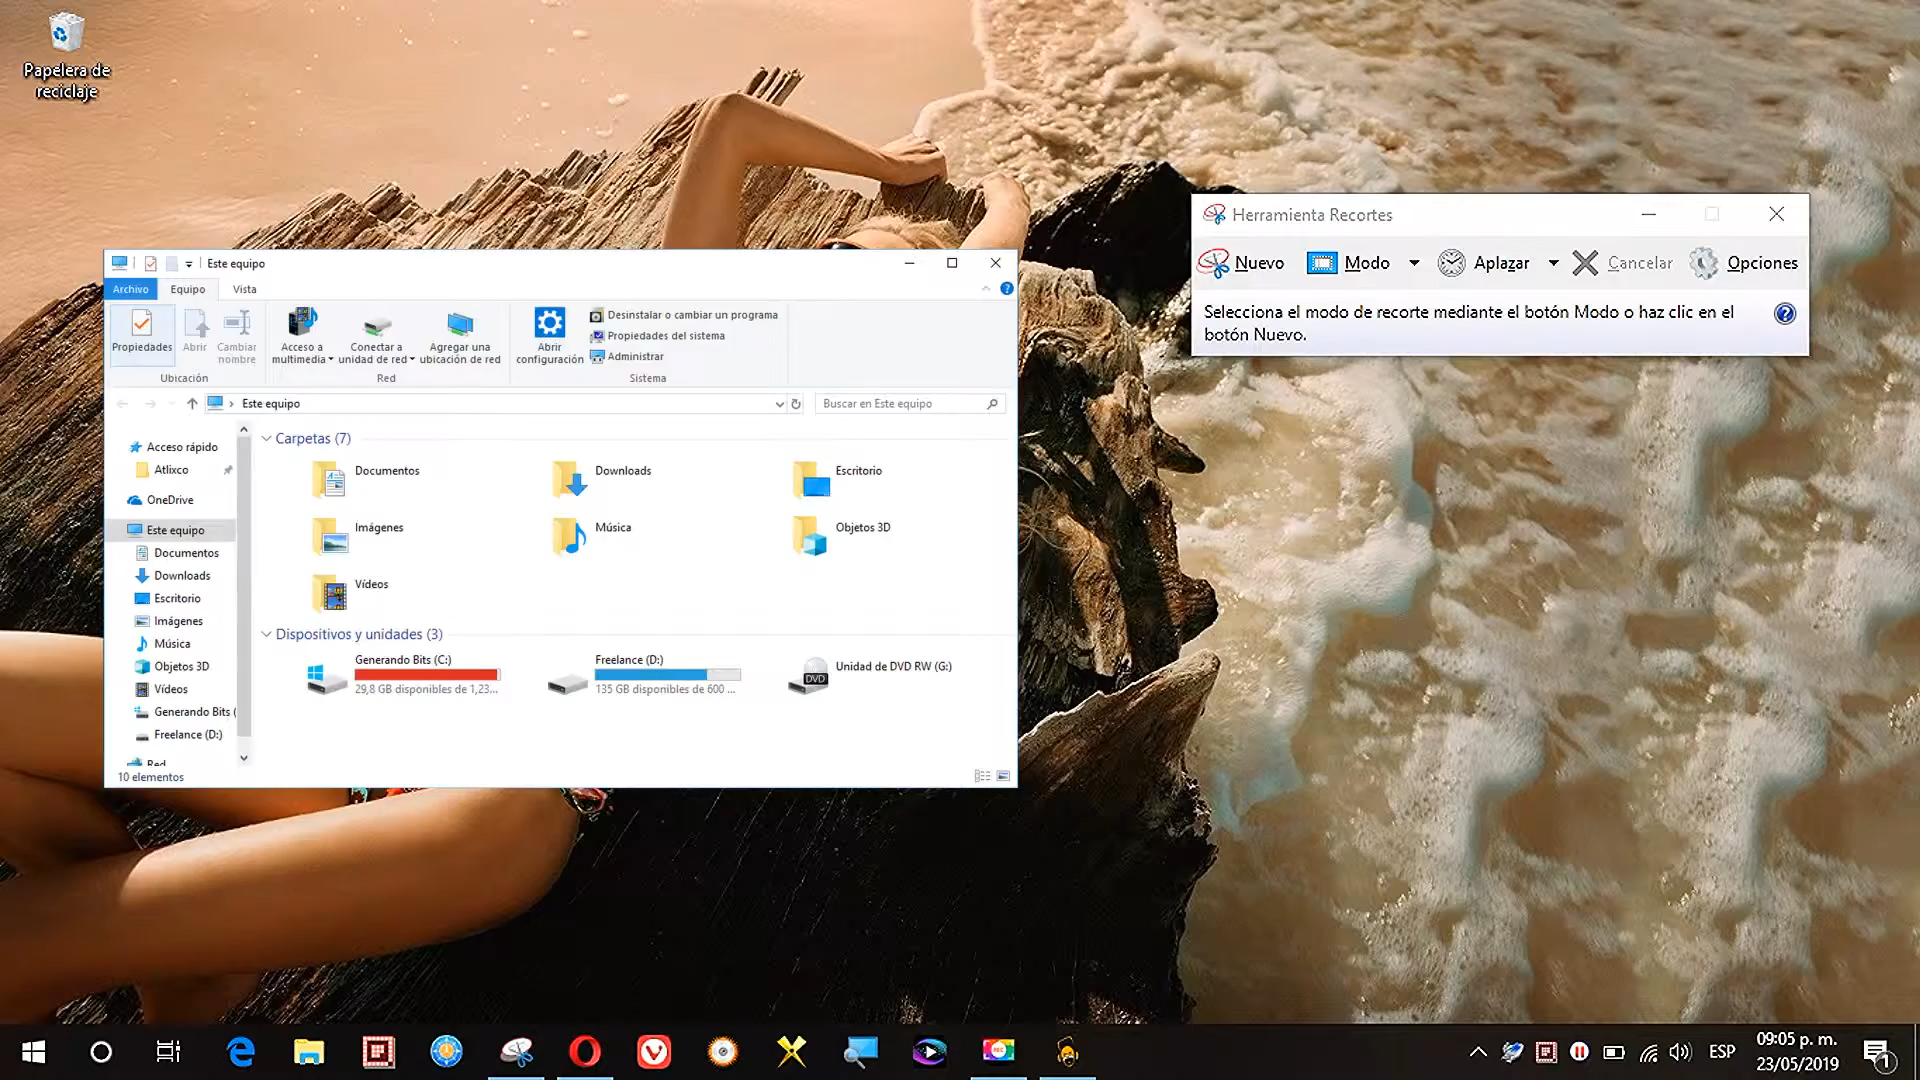 Papelera de
reciclaje
Este equipo
Archivo Equipo Vista
Propiedades Abrir Cambiar
nombre
Ubicación
Acceso a
multimedia
Conectar a
unidad de red
Agregar una
ubicación de red
Red
Abrir
configuración
Desinstalar o cambiar un programa
Propiedades del sistema
Administrar
Sistema
Este equipo
Buscar en Este equipo
Acceso rápido
Atlixco
OneDrive
Este equipo
Documentos
Downloads
Escritorio
Imágenes
Música
Objetos 3D
Vídeos
Generando Bits (
Freelance (D:)
Red
10 elementos
Carpetas (7)
Documentos
Downloads
Escritorio
Imágenes
Música
Objetos 3D
Vídeos
Dispositivos y unidades (3)
Generando Bits (C:)
29,8 GB disponibles de 1,23...
Freelance (D:)
135 GB disponibles de 600 ...
Unidad de DVD RW (G:)
DVD
Herramienta Recortes
Nuevo Modo Aplazar Cancelar Opciones
Selecciona el modo de recorte mediante el botón Modo o haz clic en el
botón Nuevo.
REC
ESP
09:05 p. m.
23/05/2019
1